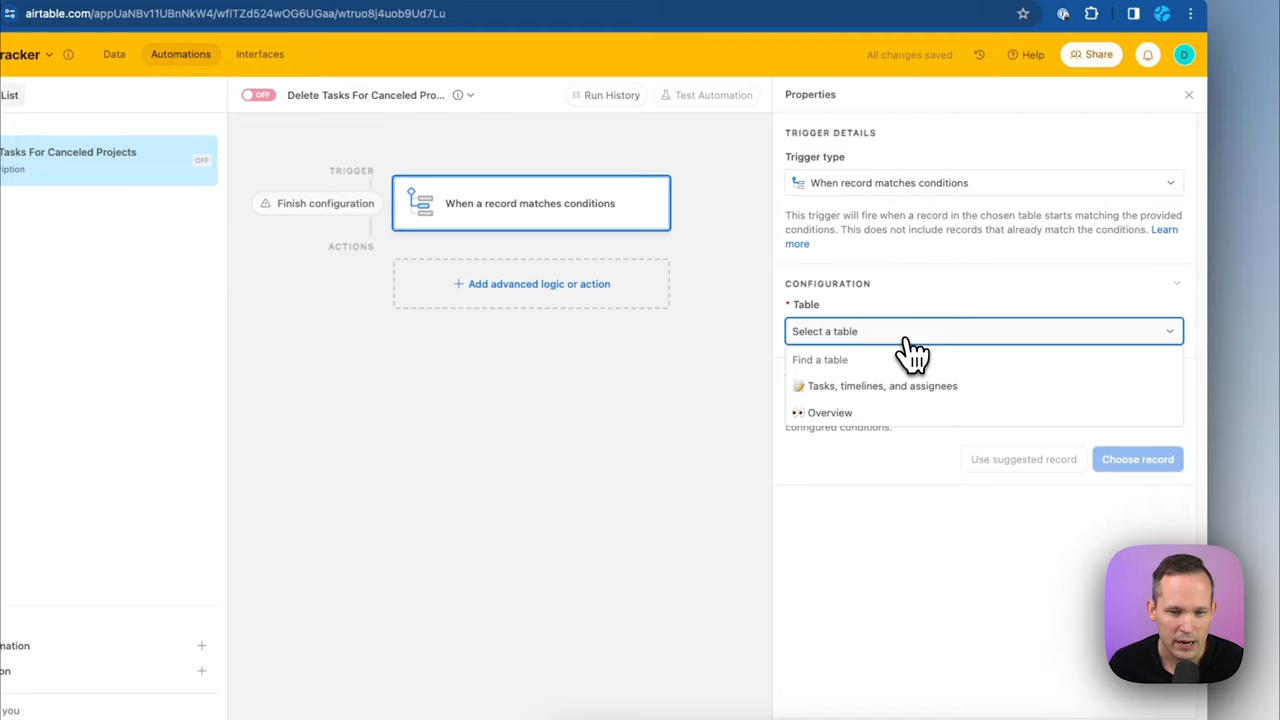 airtable.com/appUaNBv11UBnNkW4/wflTZd524wOG6UGaa/wtruo8j4uob9Ud7Lu
racker
Data
Automations
Interfaces
All changes saved
Help
Share
D
List
OFF
Delete Tasks For Canceled Pro...
Run History
Test Automation
Properties
Tasks For Canceled Projects
OFF
ription
TRIGGER
Finish configuration
When a record matches conditions
ACTIONS
Add advanced logic or action
TRIGGER DETAILS
Trigger type
When record matches conditions
This trigger will fire when a record in the chosen table starts matching the provided
conditions. This does not include records that already match the conditions. Learn
more
CONFIGURATION
* Table
Select a table
Find a table
Tasks, timelines, and assignees
Overview
configured conditions.
Use suggested record
Choose record
mation
on
you